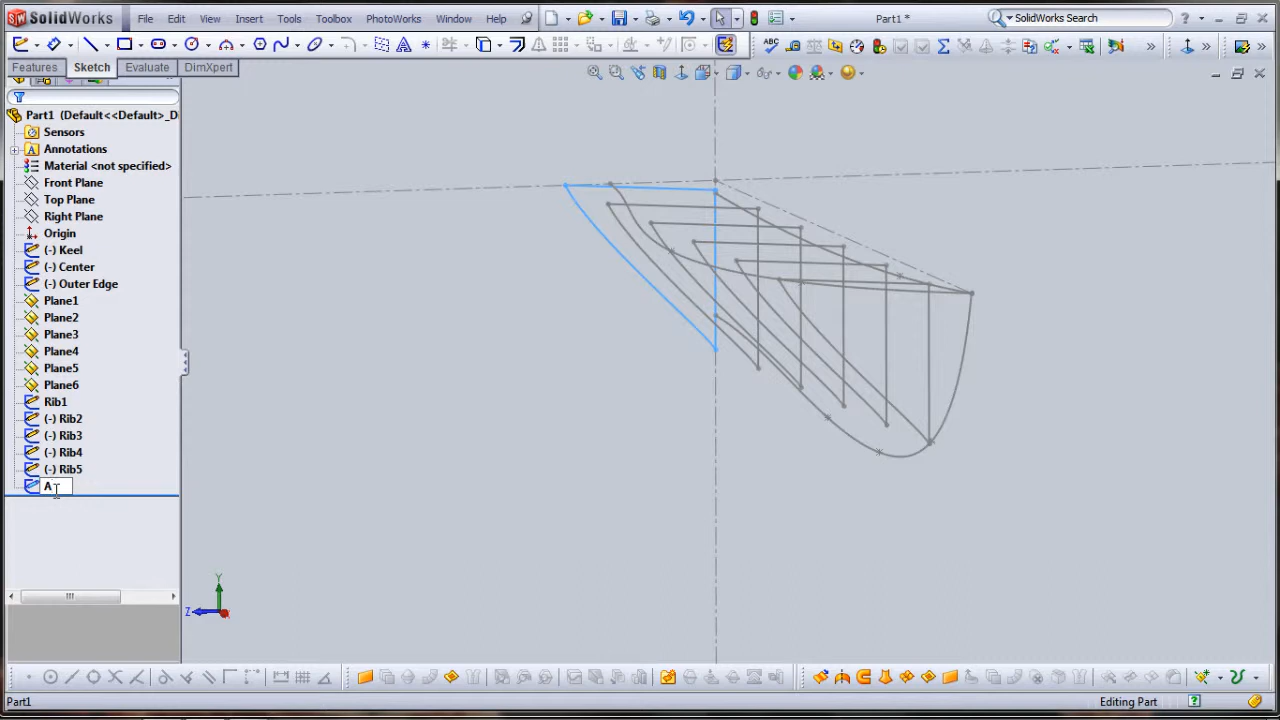 SolidWorks File Edit View Insert Tools PhotoWorks Window Help Part1 * SolidWorks Search
Features Sketch Evaluate DimXpert
Part1 (Default<<Default>_D
Sensors
Annotations
Material <not specified>
Front Plane
Top Plane
Right Plane
Origin
(-) Keel
(-) Center
(-) Outer Edge
Plane1
Plane2
Plane3
Plane4
Plane5
Plane6
Rib1
(-) Rib2
(-) Rib3
(-) Rib4
(-) Rib5
A
Y
Z
Part1 Editing Part